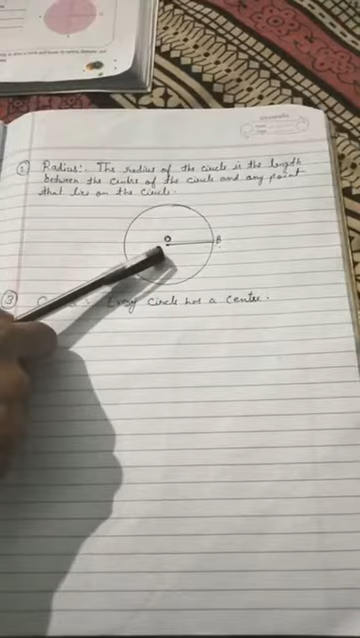 ② Radius:- The radius of the circle is the length
between the centre of the circle and any point
that lies on the circle.
O B
③ Every circle has a centre.